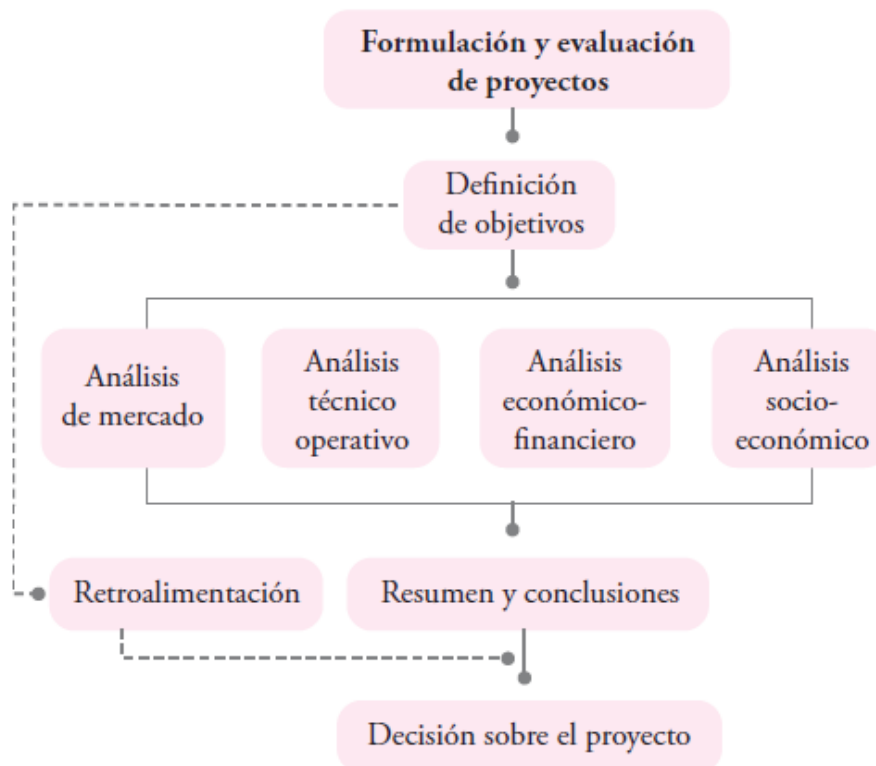 Formulación y evaluación
de proyectos
Definición
de objetivos
Análisis
de mercado
Análisis
técnico
operativo
Análisis
económico-
financiero
Análisis
socio-
económico
Retroalimentación
Resumen y conclusiones
Decisión sobre el proyecto